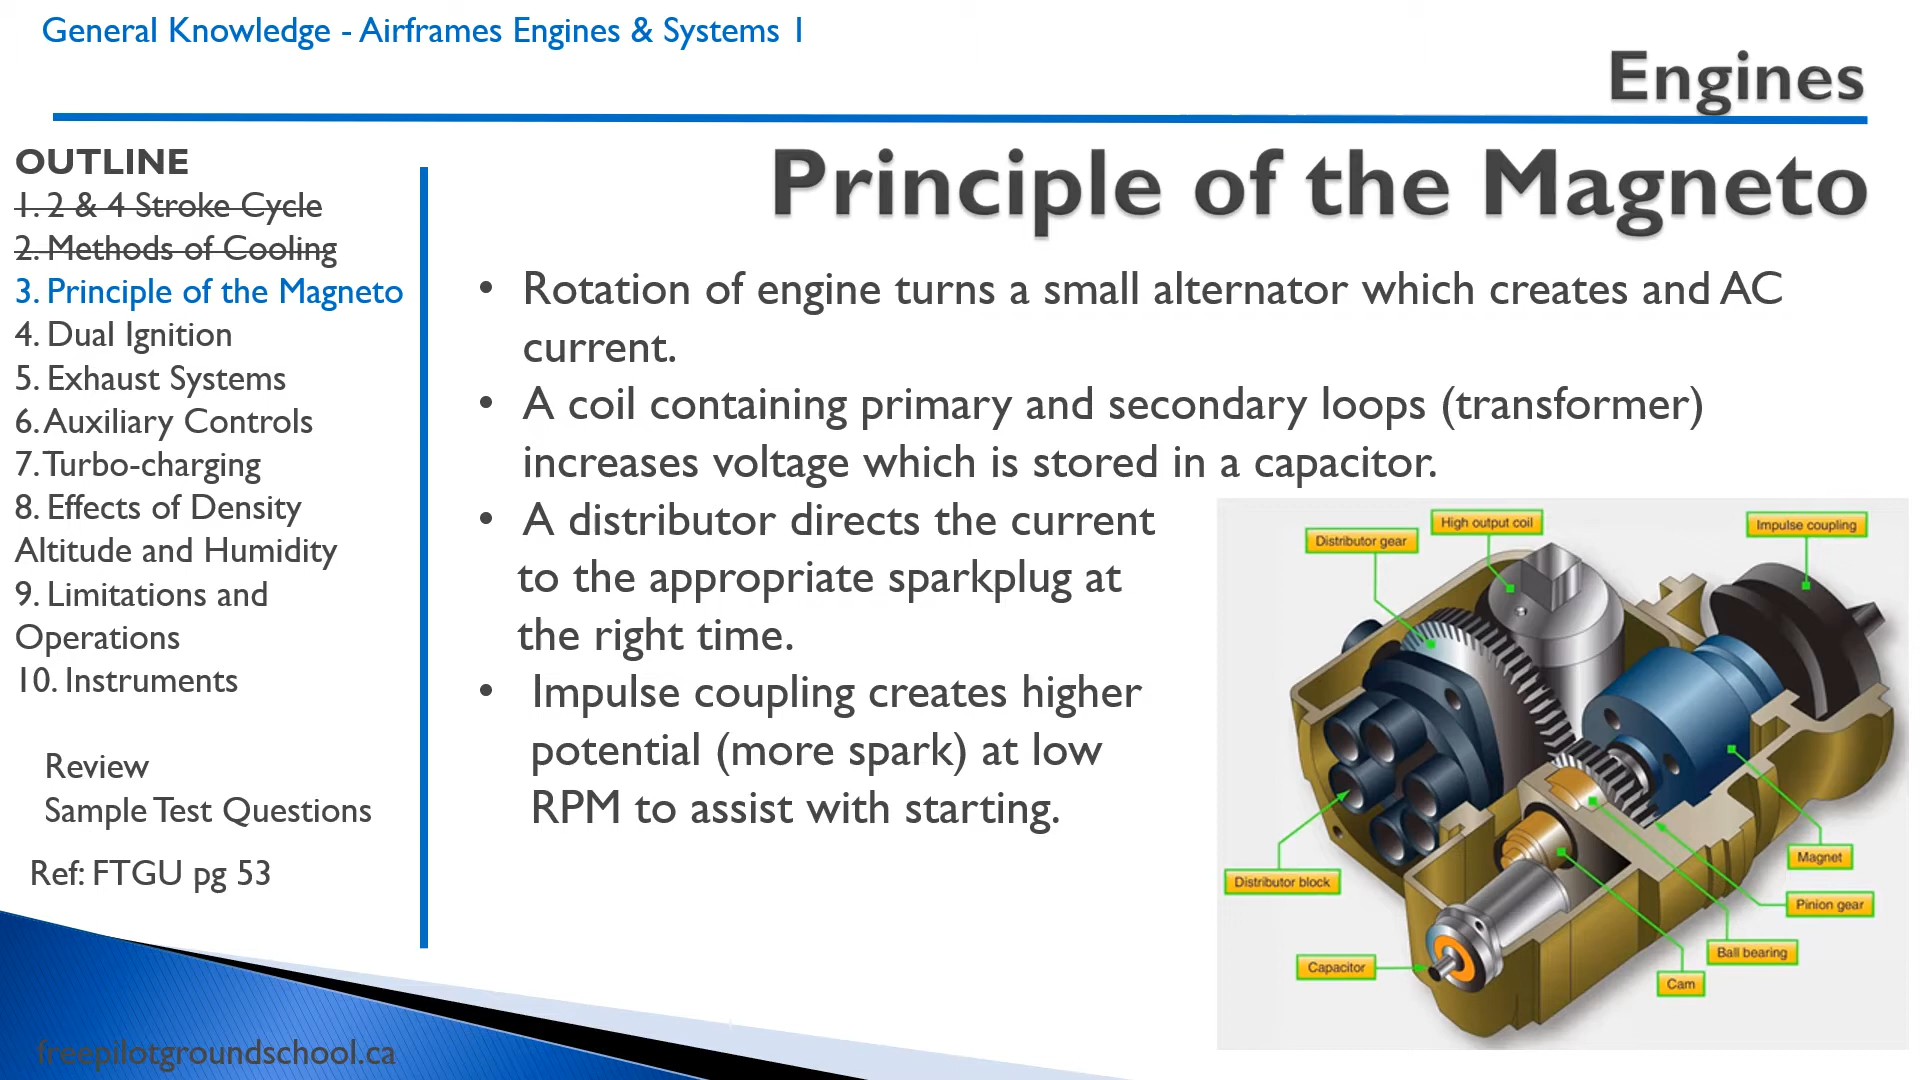 General Knowledge - Airframes Engines & Systems 1
Engines
OUTLINE
1. 2 & 4 Stroke Cycle
2. Methods of Cooling
3. Principle of the Magneto
4. Dual Ignition
5. Exhaust Systems
6. Auxiliary Controls
7. Turbo-charging
8. Effects of Density
Altitude and Humidity
9. Limitations and
Operations
10. Instruments
Review
Sample Test Questions
Ref: FTGU pg 53
freepilotgroundschool.ca
Principle of the Magneto
• Rotation of engine turns a small alternator which creates and AC
current.
• A coil containing primary and secondary loops (transformer)
increases voltage which is stored in a capacitor.
• A distributor directs the current
to the appropriate sparkplug at
the right time.
• Impulse coupling creates higher
potential (more spark) at low
RPM to assist with starting.
High output coil
Impulse coupling
Distributor gear
Magnet
Distributor block
Pinion gear
Ball bearing
Capacitor
Cam